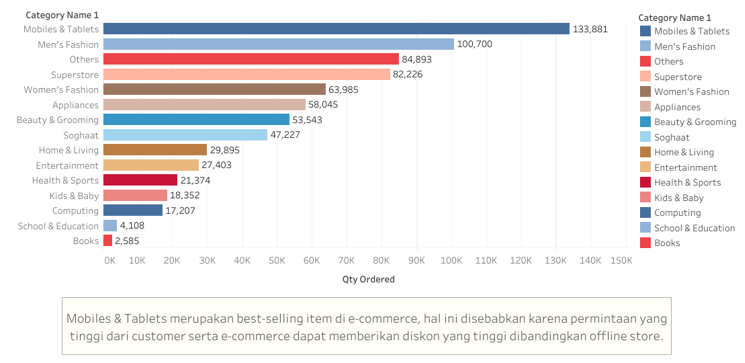 Category Name 1
Mobiles & Tablets 133,881
Men's Fashion 100,700
Others 84,893
Superstore 82,226
Women's Fashion 63,985
Appliances 58,045
Beauty & Grooming 53,543
Soghaat 47,227
Home & Living 29,895
Entertainment 27,403
Health & Sports 21,374
Kids & Baby 18,352
Computing 17,207
School & Education 4,108
Books 2,585
0K 10K 20K 30K 40K 50K 60K 70K 80K 90K 100K 110K 120K 130K 140K 150K
Qty Ordered
Category Name 1
Mobiles & Tablets
Men's Fashion
Others
Superstore
Women's Fashion
Appliances
Beauty & Grooming
Soghaat
Home & Living
Entertainment
Health & Sports
Kids & Baby
Computing
School & Education
Books
Mobiles & Tablets merupakan best-selling item di e-commerce, hal ini disebabkan karena permintaan yang
tinggi dari customer serta e-commerce dapat memberikan diskon yang tinggi dibandingkan offline store.